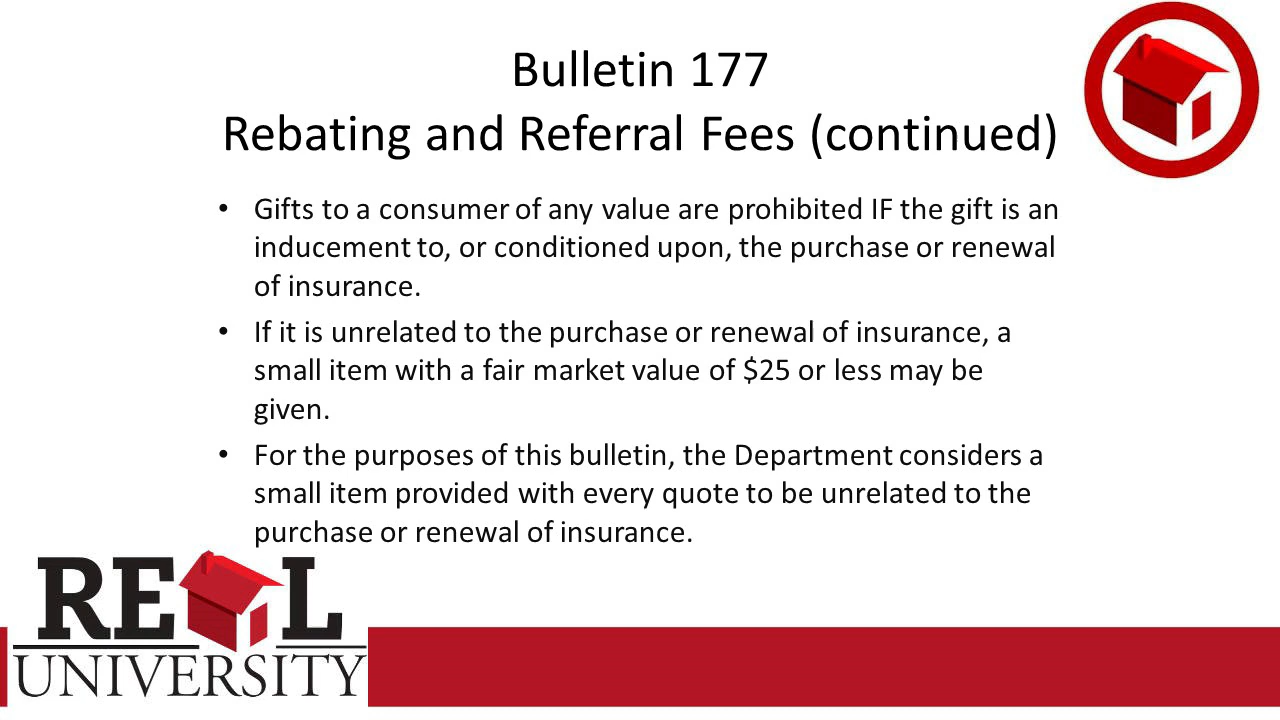 Bulletin 177
Rebating and Referral Fees (continued)
• Gifts to a consumer of any value are prohibited IF the gift is an
inducement to, or conditioned upon, the purchase or renewal
of insurance.
• If it is unrelated to the purchase or renewal of insurance, a
small item with a fair market value of $25 or less may be
given.
• For the purposes of this bulletin, the Department considers a
small item provided with every quote to be unrelated to the
purchase or renewal of insurance.
RE L
UNIVERSITY